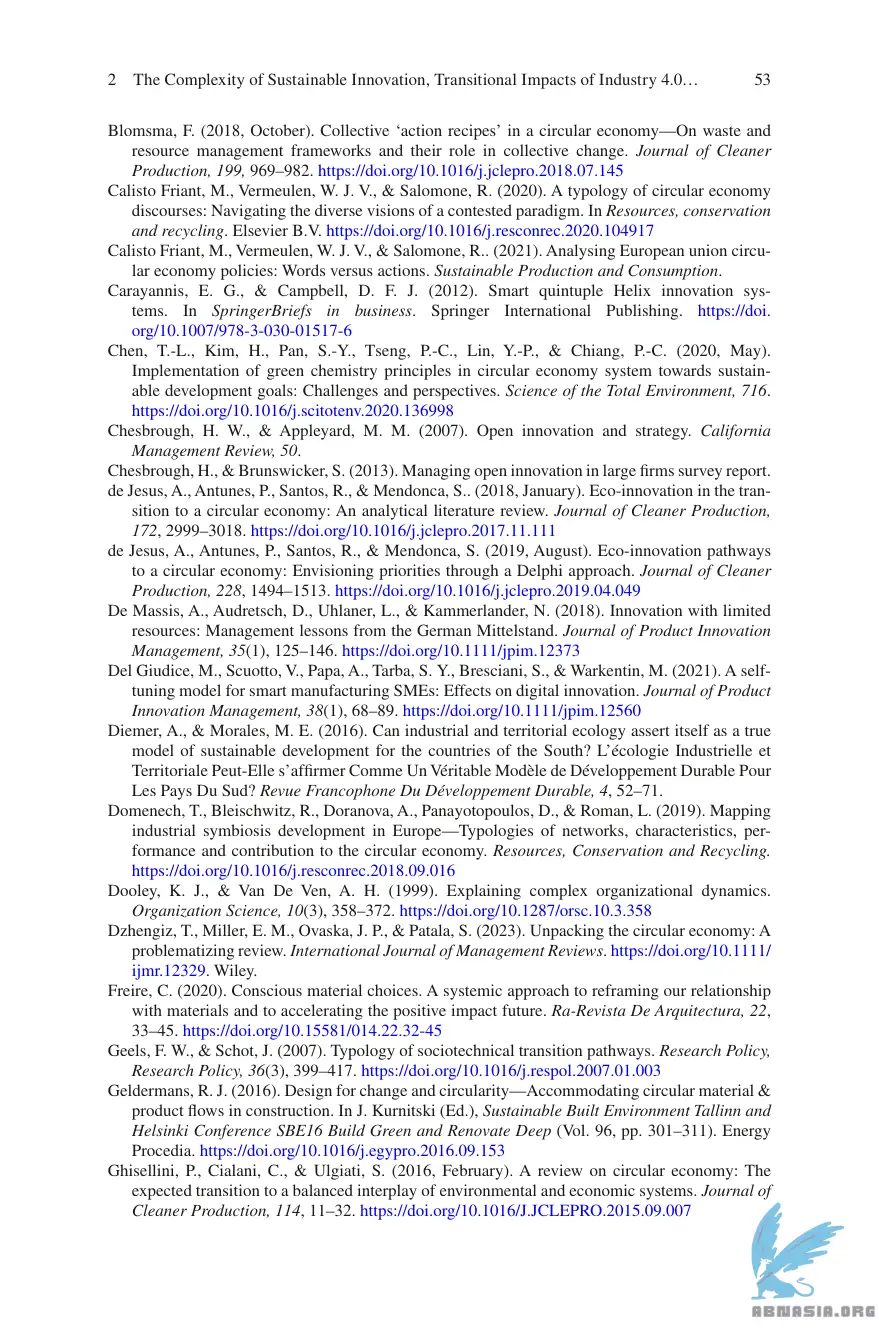 2 The Complexity of Sustainable Innovation, Transitional Impacts of Industry 4.0… 53
Blomsma, F. (2018, October). Collective ‘action recipes’ in a circular economy—On waste and
resource management frameworks and their role in collective change. Journal of Cleaner
Production, 199, 969–982. https://doi.org/10.1016/j.jclepro.2018.07.145
Calisto Friant, M., Vermeulen, W. J. V., & Salomone, R. (2020). A typology of circular economy
discourses: Navigating the diverse visions of a contested paradigm. In Resources, conservation
and recycling. Elsevier B.V. https://doi.org/10.1016/j.resconrec.2020.104917
Calisto Friant, M., Vermeulen, W. J. V., & Salomone, R.. (2021). Analysing European union circu-
lar economy policies: Words versus actions. Sustainable Production and Consumption.
Carayannis, E. G., & Campbell, D. F. J. (2012). Smart quintuple Helix innovation sys-
tems. In SpringerBriefs in business. Springer International Publishing. https://doi.
org/10.1007/978-3-030-01517-6
Chen, T.-L., Kim, H., Pan, S.-Y., Tseng, P.-C., Lin, Y.-P., & Chiang, P.-C. (2020, May).
Implementation of green chemistry principles in circular economy system towards sustain-
able development goals: Challenges and perspectives. Science of the Total Environment, 716.
https://doi.org/10.1016/j.scitotenv.2020.136998
Chesbrough, H. W., & Appleyard, M. M. (2007). Open innovation and strategy. California
Management Review, 50.
Chesbrough, H., & Brunswicker, S. (2013). Managing open innovation in large firms survey report.
de Jesus, A., Antunes, P., Santos, R., & Mendonca, S.. (2018, January). Eco-innovation in the tran-
sition to a circular economy: An analytical literature review. Journal of Cleaner Production,
172, 2999–3018. https://doi.org/10.1016/j.jclepro.2017.11.111
de Jesus, A., Antunes, P., Santos, R., & Mendonca, S. (2019, August). Eco-innovation pathways
to a circular economy: Envisioning priorities through a Delphi approach. Journal of Cleaner
Production, 228, 1494–1513. https://doi.org/10.1016/j.jclepro.2019.04.049
De Massis, A., Audretsch, D., Uhlaner, L., & Kammerlander, N. (2018). Innovation with limited
resources: Management lessons from the German Mittelstand. Journal of Product Innovation
Management, 35(1), 125–146. https://doi.org/10.1111/jpim.12373
Del Giudice, M., Scuotto, V., Papa, A., Tarba, S. Y., Bresciani, S., & Warkentin, M. (2021). A self-
tuning model for smart manufacturing SMEs: Effects on digital innovation. Journal of Product
Innovation Management, 38(1), 68–89. https://doi.org/10.1111/jpim.12560
Diemer, A., & Morales, M. E. (2016). Can industrial and territorial ecology assert itself as a true
model of sustainable development for the countries of the South? L’écologie Industrielle et
Territoriale Peut-Elle s’affirmer Comme Un Véritable Modèle de Développement Durable Pour
Les Pays Du Sud? Revue Francophone Du Développement Durable, 4, 52–71.
Domenech, T., Bleischwitz, R., Doranova, A., Panayotopoulos, D., & Roman, L. (2019). Mapping
industrial symbiosis development in Europe—Typologies of networks, characteristics, per-
formance and contribution to the circular economy. Resources, Conservation and Recycling.
https://doi.org/10.1016/j.resconrec.2018.09.016
Dooley, K. J., & Van De Ven, A. H. (1999). Explaining complex organizational dynamics.
Organization Science, 10(3), 358–372. https://doi.org/10.1287/orsc.10.3.358
Dzhengiz, T., Miller, E. M., Ovaska, J. P., & Patala, S. (2023). Unpacking the circular economy: A
problematizing review. International Journal of Management Reviews. https://doi.org/10.1111/
ijmr.12329. Wiley.
Freire, C. (2020). Conscious material choices. A systemic approach to reframing our relationship
with materials and to accelerating the positive impact future. Ra-Revista De Arquitectura, 22,
33–45. https://doi.org/10.15581/014.22.32-45
Geels, F. W., & Schot, J. (2007). Typology of sociotechnical transition pathways. Research Policy,
Research Policy, 36(3), 399–417. https://doi.org/10.1016/j.respol.2007.01.003
Geldermans, R. J. (2016). Design for change and circularity—Accommodating circular material &
product flows in construction. In J. Kurnitski (Ed.), Sustainable Built Environment Tallinn and
Helsinki Conference SBE16 Build Green and Renovate Deep (Vol. 96, pp. 301–311). Energy
Procedia. https://doi.org/10.1016/j.egypro.2016.09.153
Ghisellini, P., Cialani, C., & Ulgiati, S. (2016, February). A review on circular economy: The
expected transition to a balanced interplay of environmental and economic systems. Journal of
Cleaner Production, 114, 11–32. https://doi.org/10.1016/J.JCLEPRO.2015.09.007
ABNASIA.ORG